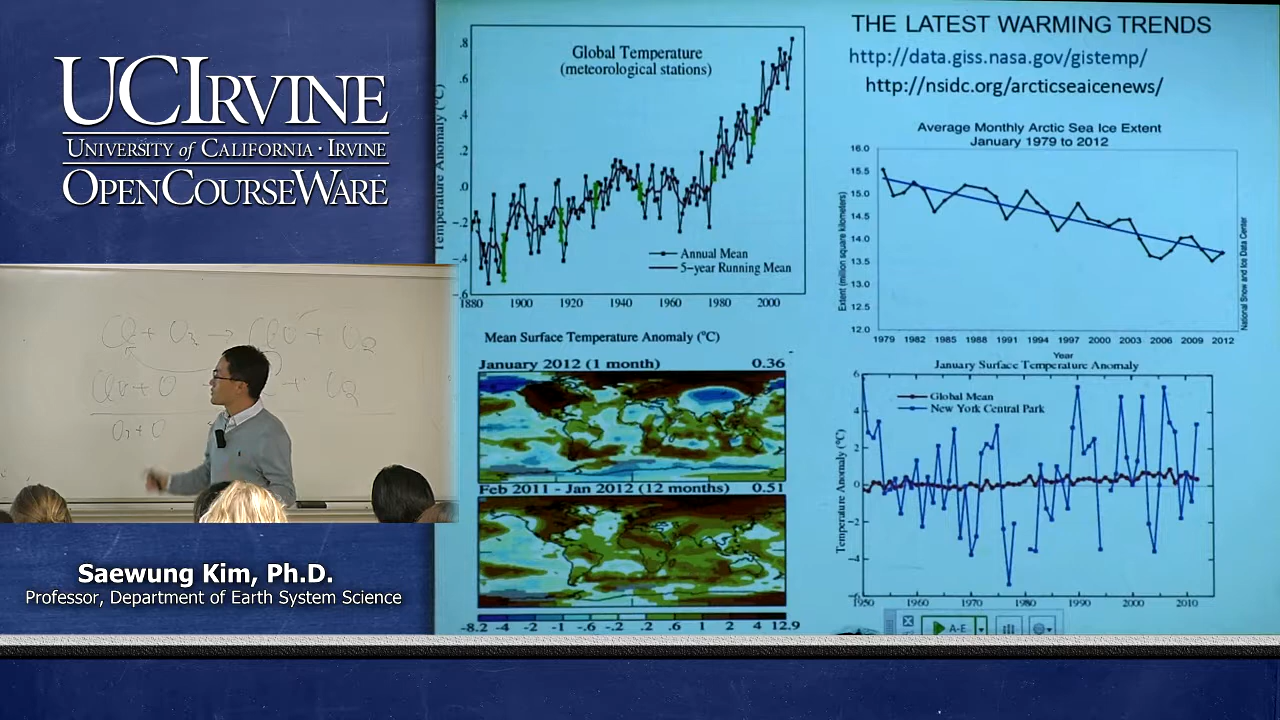 UCIRVINE
UNIVERSITY of CALIFORNIA · IRVINE
OPENCOURSEWARE
Saewung Kim, Ph.D.
Professor, Department of Earth System Science
THE LATEST WARMING TRENDS
http://data.giss.nasa.gov/gistemp/
http://nsidc.org/arcticseaicenews/
Global Temperature
(meteorological stations)
Temperature Anomaly (°C)
.8
.6
.4
.2
.0
-.2
-.4
-.6
Annual Mean
5-year Running Mean
1880 1900 1920 1940 1960 1980 2000
Average Monthly Arctic Sea Ice Extent
January 1979 to 2012
Extent (million square kilometers)
16.0
15.5
15.0
14.5
14.0
13.5
13.0
12.5
12.0
1979 1982 1985 1988 1991 1994 1997 2000 2003 2006 2009 2012
Year
National Snow and Ice Data Center
Mean Surface Temperature Anomaly (°C)
January 2012 (1 month) 0.36
Feb 2011 - Jan 2012 (12 months) 0.51
-8.2 -4 -2 -1 -.6 -.2 .2 .6 1 2 4 12.9
January Surface Temperature Anomaly
Global Mean
New York Central Park
Temperature Anomaly (°C)
6
4
2
0
-2
-4
-6
1950 1960 1970 1980 1990 2000 2010
A-E